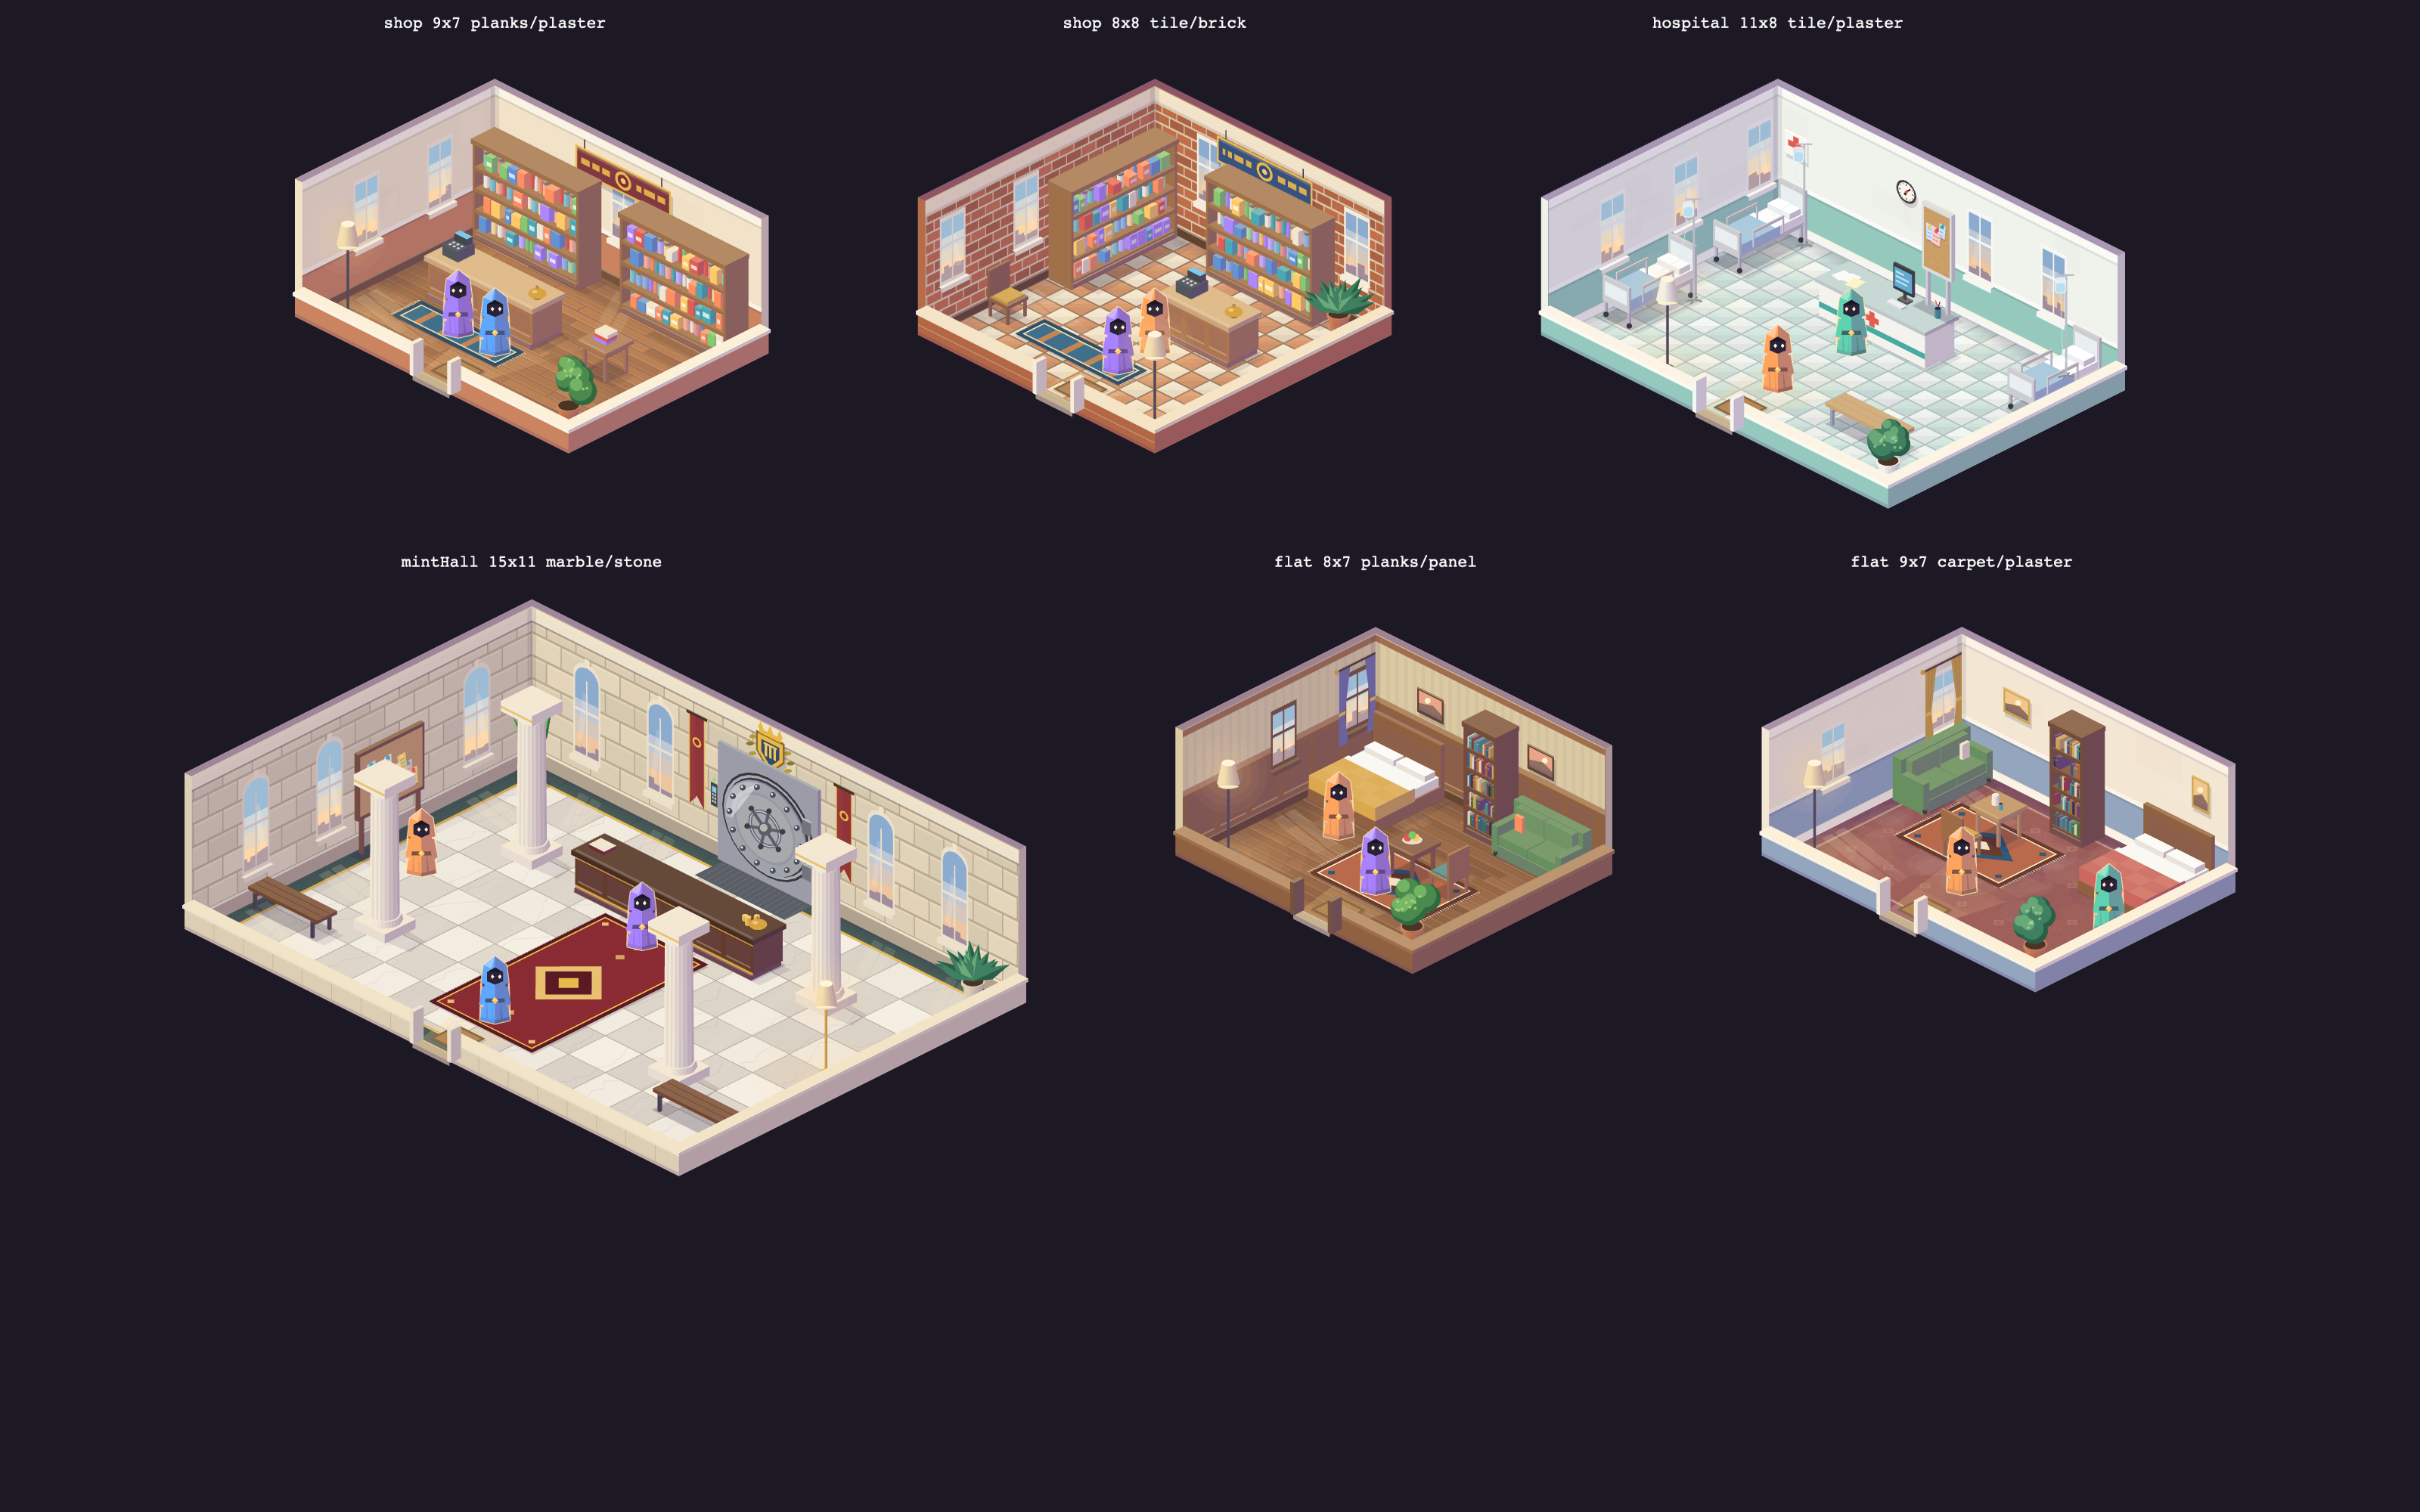 shop 9x7 planks/plaster
shop 8x8 tile/brick
hospital 11x8 tile/plaster
mintHall 15x11 marble/stone
flat 8x7 planks/panel
flat 9x7 carpet/plaster